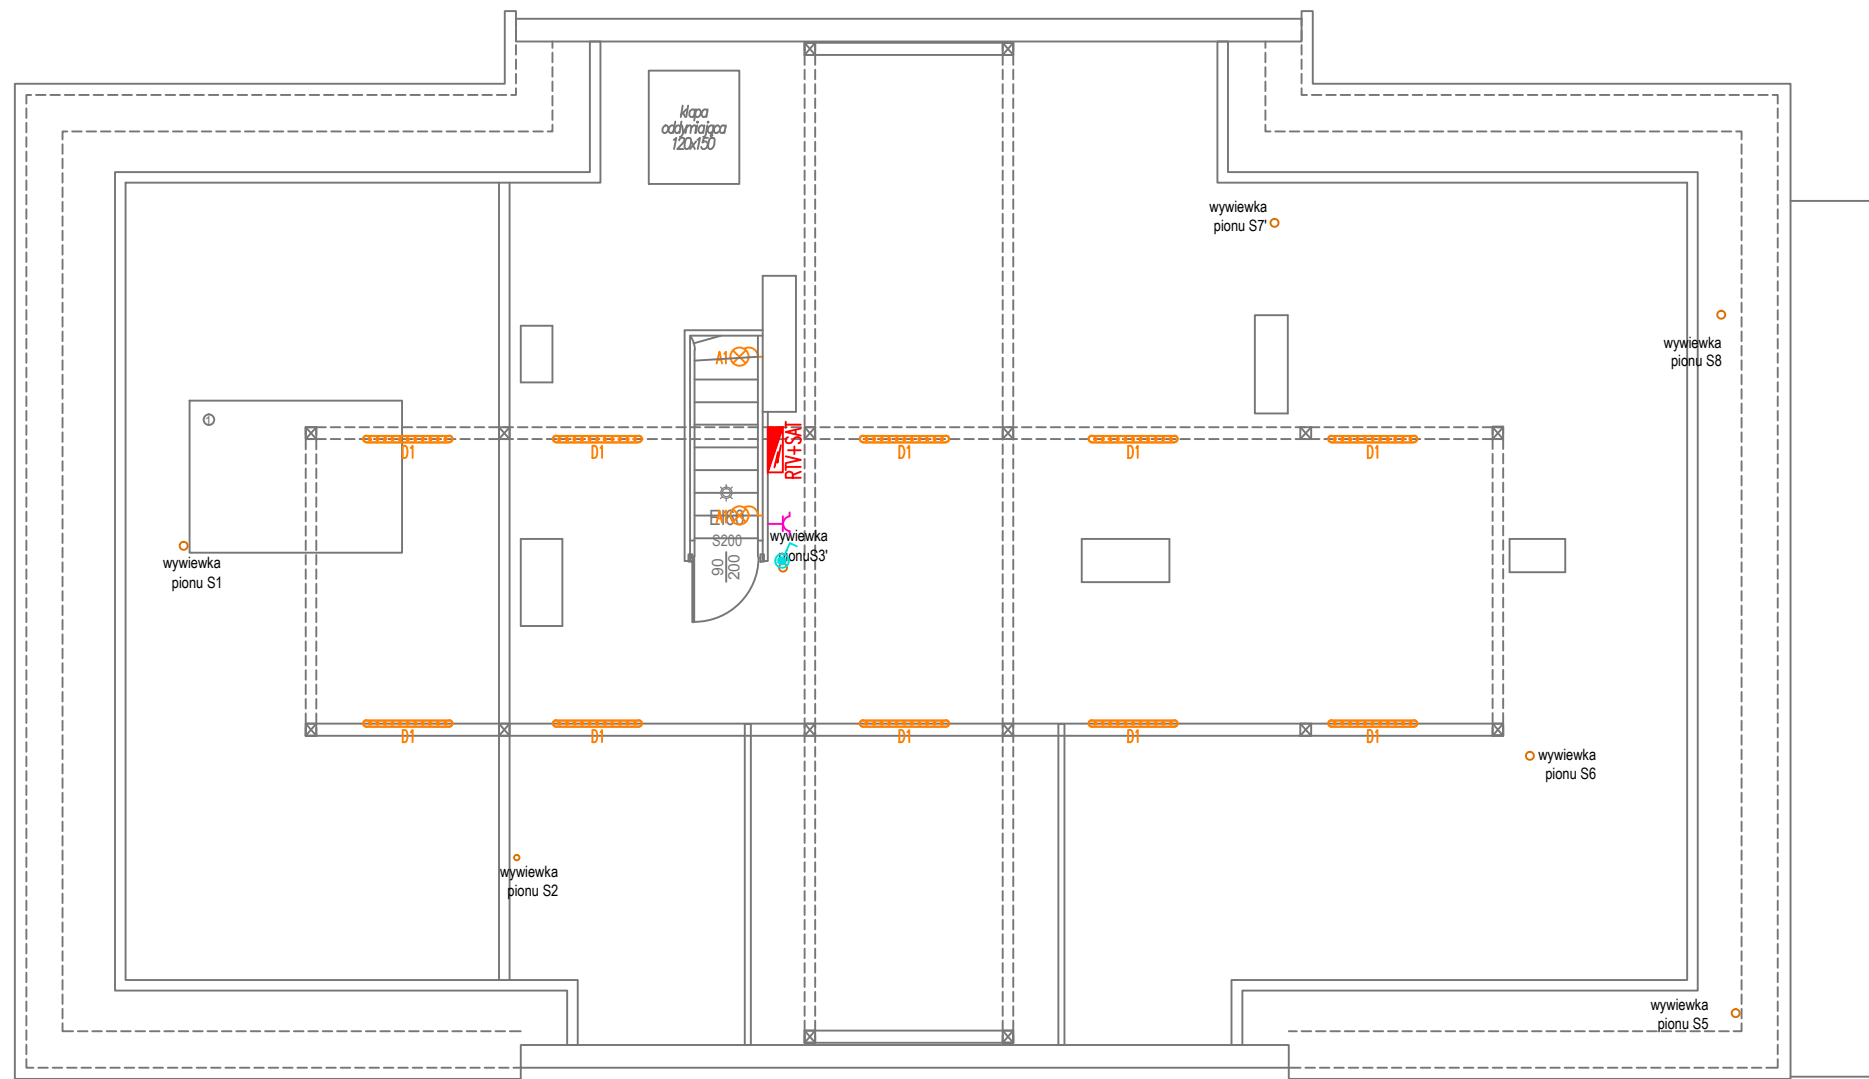 klapa
oddymiająca
120x150
wywiewka
pionu S7'
wywiewka
pionu S8
A1
1
RTV+SAT
D1
D1
D1
D1
D1
S200
90
200
wywiewka
pionuS3'
wywiewka
pionu S1
D1
D1
D1
D1
D1
wywiewka
pionu S6
wywiewka
pionu S2
wywiewka
pionu S5